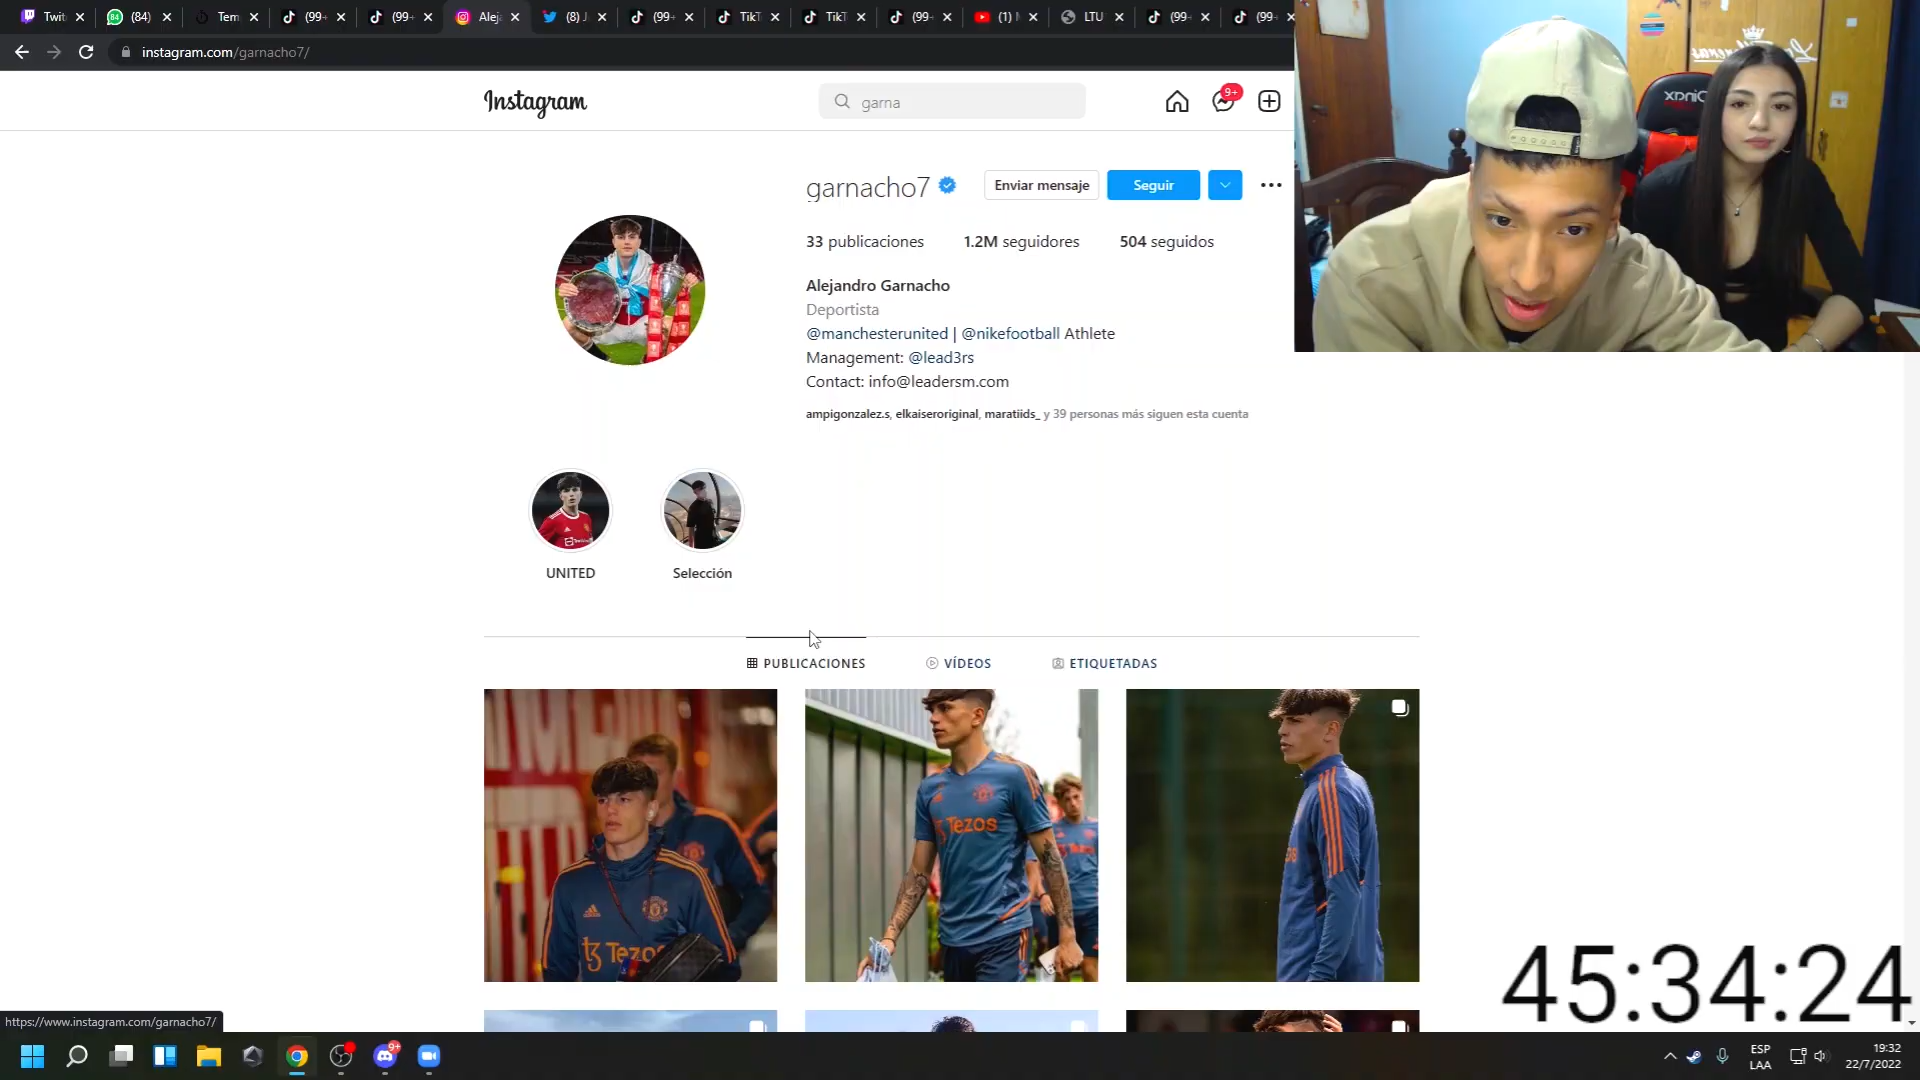 Twit
(84)
Tem
(99+
(99+
Alej
(8) J
(99+
TikT
TikT
(99+
(1)
LTU
(99+
(99+
instagram.com/garnacho7/
Instagram
garna
9+
garnacho7
Enviar mensaje
Seguir
33 publicaciones
1.2M seguidores
504 seguidos
Alejandro Garnacho
Deportista
@manchesterunited | @nikefootball Athlete
Management: @lead3rs
Contact: info@leadersm.com
ampigonzalez.s, elkaiseroriginal, maratiids_ y 39 personas más siguen esta cuenta
UNITED
Selección
PUBLICACIONES
VÍDEOS
ETIQUETADAS
Tezos
Tezos
45:34:24
https://www.instagram.com/garnacho7/
9+
ESP
LAA
19:32
22/7/2022